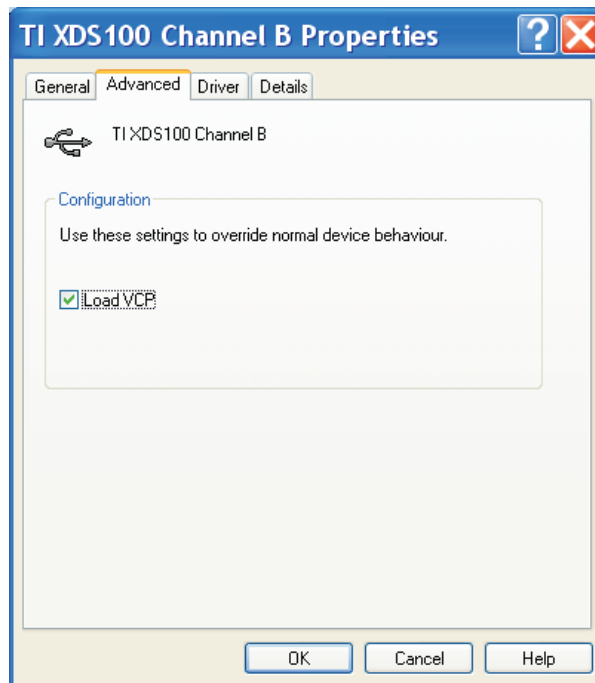 TI XDS100 Channel B Properties
General Advanced Driver Details
TI XDS100 Channel B
Configuration
Use these settings to override normal device behaviour.
Load VCP
OK Cancel Help